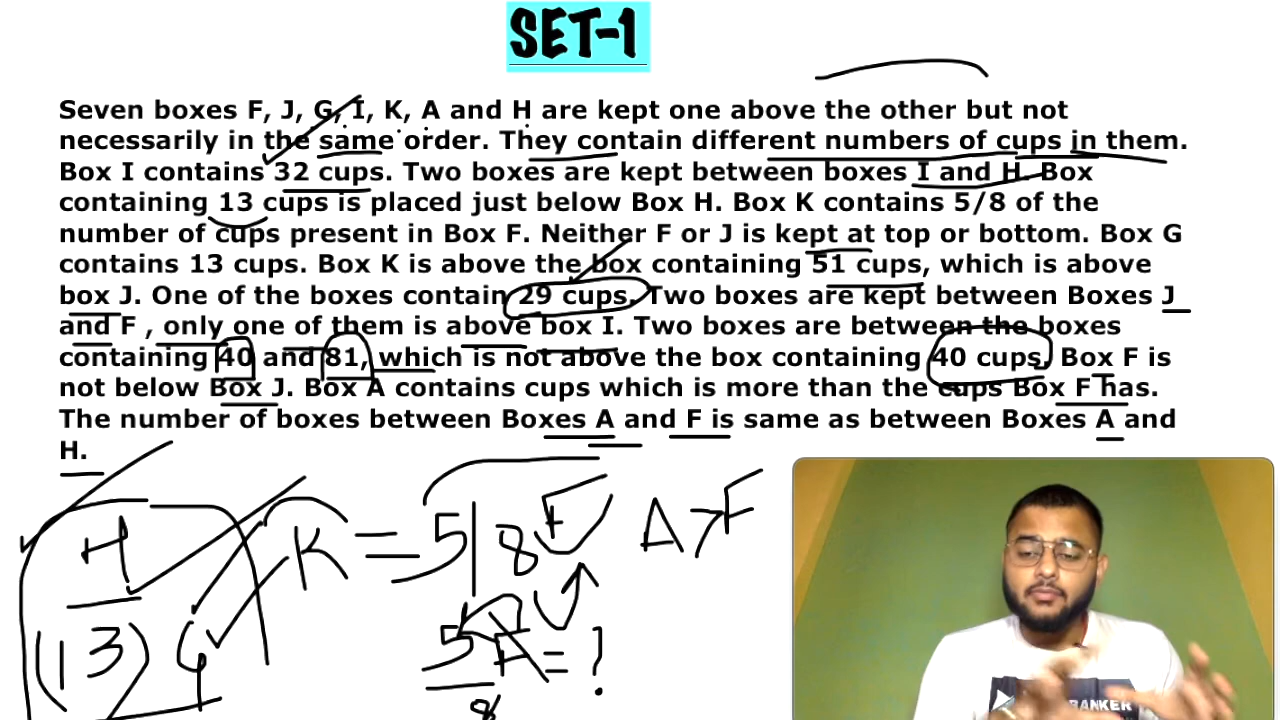 SET-1
Seven boxes F, J, G, I, K, A and H are kept one above the other but not
necessarily in the same order. They contain different numbers of cups in them.
Box I contains 32 cups. Two boxes are kept between boxes I and H. Box
containing 13 cups is placed just below Box H. Box K contains 5/8 of the
number of cups present in Box F. Neither F or J is kept at top or bottom. Box G
contains 13 cups. Box K is above the box containing 51 cups, which is above
box J. One of the boxes contain 29 cups. Two boxes are kept between Boxes J
and F , only one of them is above box I. Two boxes are between the boxes
containing 40 and 81, which is not above the box containing 40 cups. Box F is
not below Box J. Box A contains cups which is more than the cups Box F has.
The number of boxes between Boxes A and F is same as between Boxes A and
H.
H K = 5/8 F A>F
(13) G 5/8 F = ?
BANKER